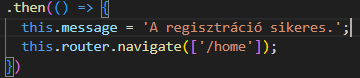 .then(() => {
this.message = 'A regisztráció sikeres.';
this.router.navigate(['/home']);
})